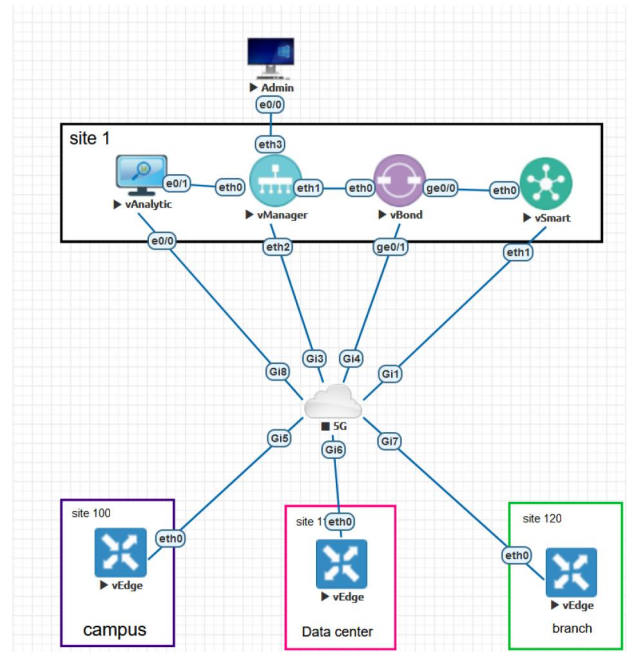 ▶ Admin
e0/0
site 1
eth3
e0/1
eth0
eth1
eth0
ge0/0
eth0
▶ vAnalytic
▶ vManager
▶ vBond
▶ vSmart
e0/0
eth2
ge0/1
eth1
Gi8
Gi3
Gi4
Gi1
■ 5G
Gi5
Gi6
Gi7
site 100
site 1
eth0
site 120
eth0
eth0
▶ vEdge
▶ vEdge
▶ vEdge
campus
Data center
branch